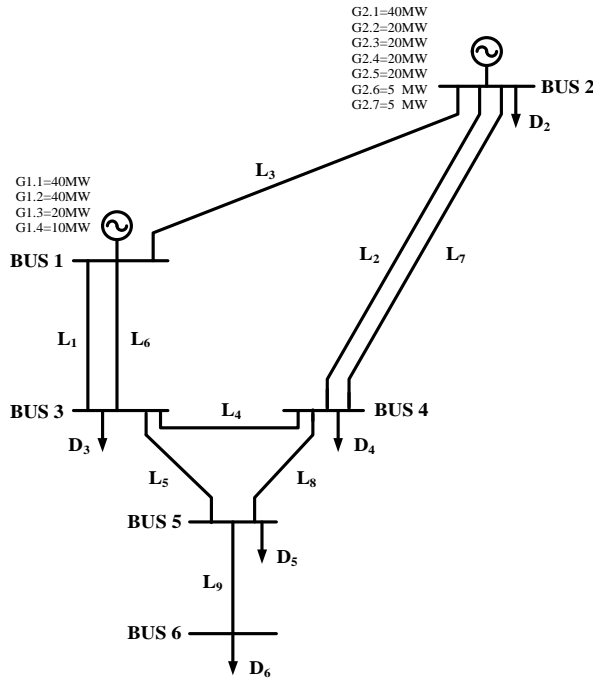 G2.1=40MW
G2.2=20MW
G2.3=20MW
G2.4=20MW
G2.5=20MW
G2.6=5 MW
G2.7=5 MW
BUS 2
D₂
L₃
G1.1=40MW
G1.2=40MW
G1.3=20MW
G1.4=10MW
BUS 1
L₂
L₇
L₁
L₆
BUS 3
BUS 4
L₄
D₃
D₄
L₅
L₈
BUS 5
D₅
L₉
BUS 6
D₆